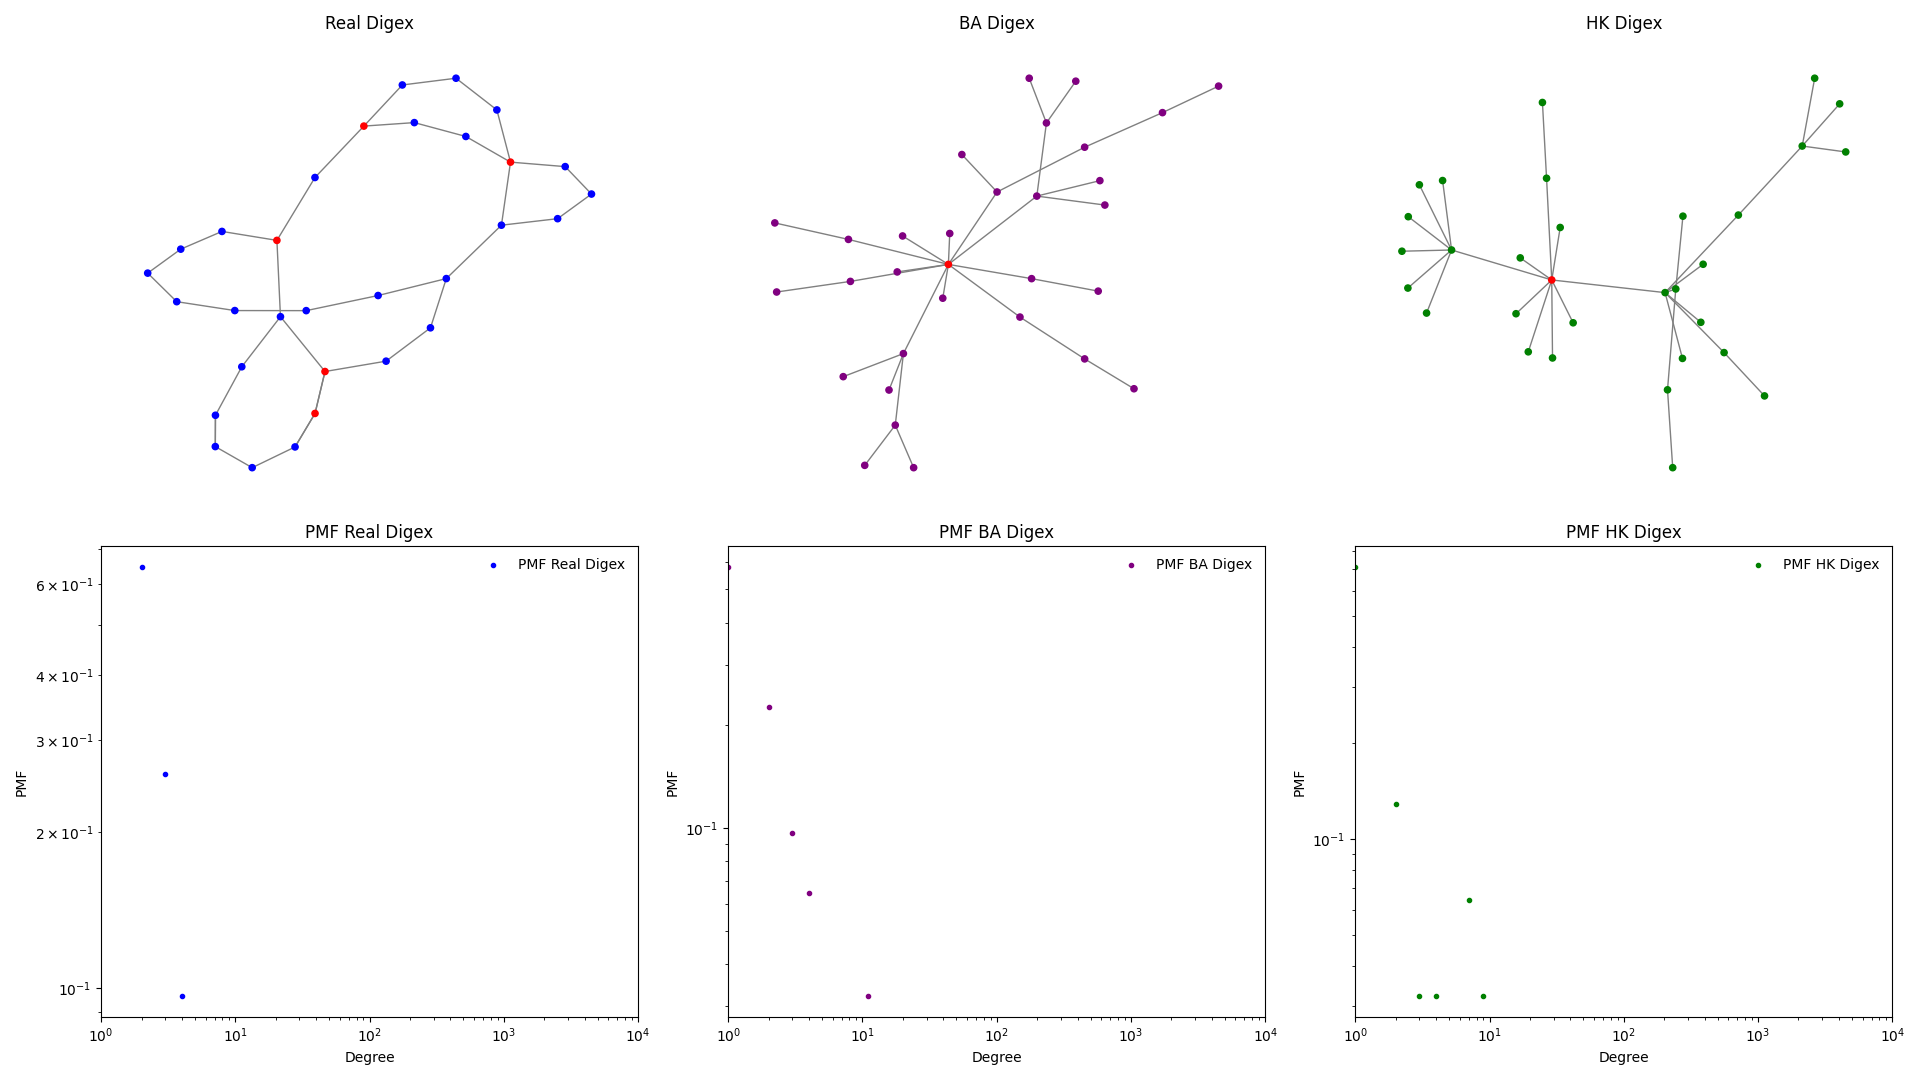 Real Digex
BA Digex
HK Digex
PMF Real Digex
PMF Real Digex
PMF
6 × 10⁻¹
4 × 10⁻¹
3 × 10⁻¹
2 × 10⁻¹
10⁻¹
10⁰
10¹
10²
10³
10⁴
Degree
PMF BA Digex
PMF BA Digex
PMF
10⁻¹
10⁰
10¹
10²
10³
10⁴
Degree
PMF HK Digex
PMF HK Digex
PMF
10⁻¹
10⁰
10¹
10²
10³
10⁴
Degree